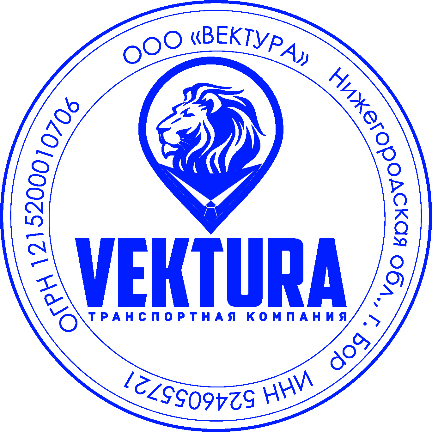 ООО «ВЕКТУРА»
Нижегородская обл., г. Бор
ИНН 5246055721
ОГРН 1215200010706
VEKTURA
ТРАНСПОРТНАЯ КОМПАНИЯ